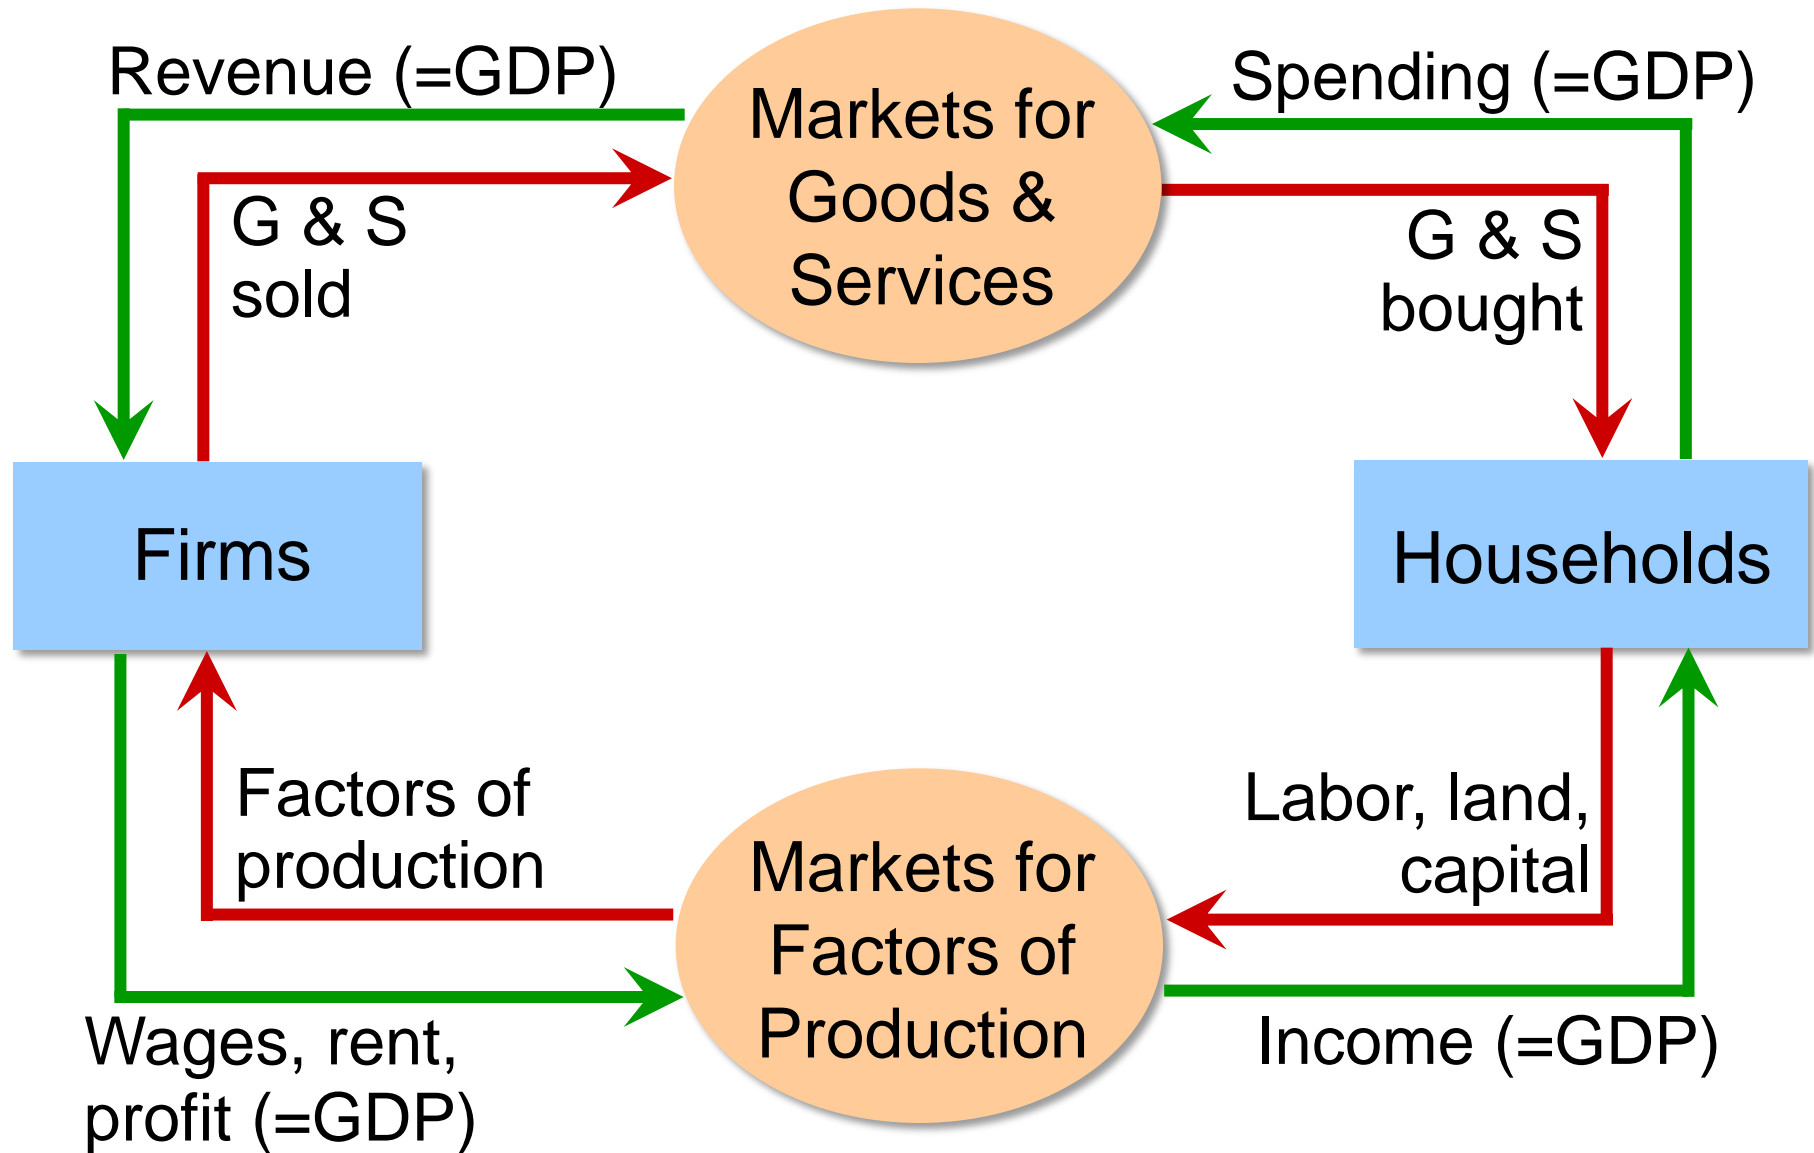 Revenue (=GDP)
Markets for
Goods &
Services
Spending (=GDP)
G & S
sold
G & S
bought
Firms
Households
Factors of
production
Markets for
Factors of
Production
Labor, land,
capital
Wages, rent,
profit (=GDP)
Income (=GDP)